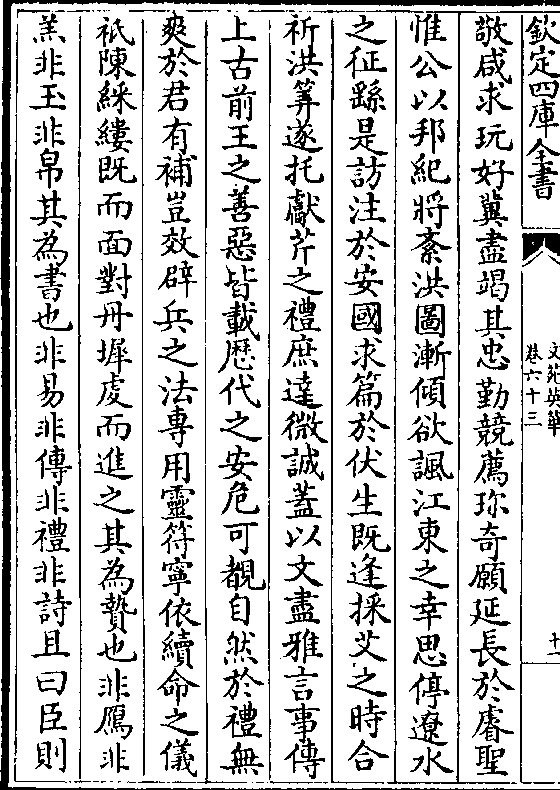 欽定四庫全書
文苑英華
卷六十三
十一
敬咸求玩好冀盡竭其忠勤競薦珍奇願延長於睿聖
惟公以邦紀將紊洪圖漸傾欲諷江東之幸思停遼水
之征繇是訪注於安國求篇於伏生既逢採艾之時合
祈洪筭遂托獻芹之禮庶達微誠蓋以文盡雅言事傳
上古前王之善惡皆載歴代之安危可覩自然於禮無
爽於君有補豈效辟兵之法專用靈符寧依續命之儀
祇陳綵縷既而面對丹墀虔而進之其為贄也非鴈非
羔非玉非帛其為書也非易非傳非禮非詩且曰臣則